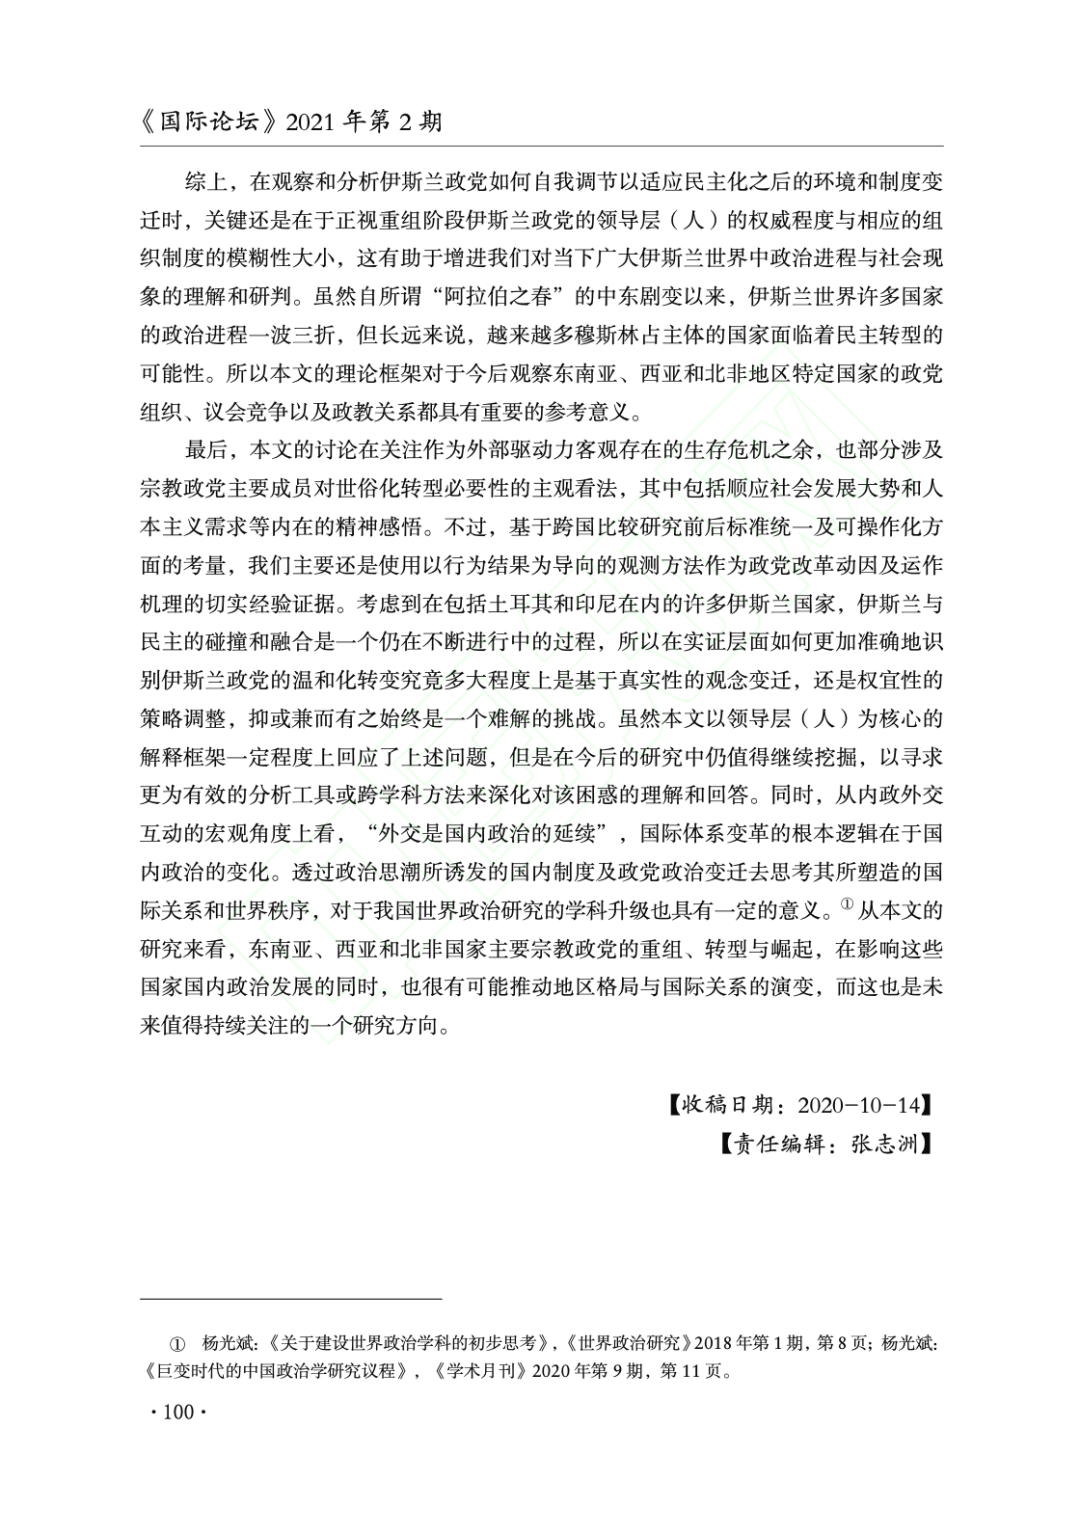 《国际论坛》2021 年第 2 期
综上，在观察和分析伊斯兰政党如何自我调节以适应民主化之后的环境和制度变
迁时，关键还是在于正视重组阶段伊斯兰政党的领导层（人）的权威程度与相应的组
织制度的模糊性大小，这有助于增进我们对当下广大伊斯兰世界中政治进程与社会现
象的理解和研判。虽然自所谓“阿拉伯之春”的中东剧变以来，伊斯兰世界许多国家
的政治进程一波三折，但长远来说，越来越多穆斯林占主体的国家面临着民主转型的
可能性。所以本文的理论框架对于今后观察东南亚、西亚和北非地区特定国家的政党
组织、议会竞争以及政教关系都具有重要的参考意义。
最后，本文的讨论在关注作为外部驱动力客观存在的生存危机之余，也部分涉及
宗教政党主要成员对世俗化转型必要性的主观看法，其中包括顺应社会发展大势和人
本主义需求等内在的精神感悟。不过，基于跨国比较研究前后标准统一及可操作化方
面的考量，我们主要还是使用以行为结果为导向的观测方法作为政党改革动因及运作
机理的切实经验证据。考虑到在包括土耳其和印尼在内的许多伊斯兰国家，伊斯兰与
民主的碰撞和融合是一个仍在不断进行中的过程，所以在实证层面如何更加准确地识
别伊斯兰政党的温和化转变究竟多大程度上是基于真实性的观念变迁，还是权宜性的
策略调整，抑或兼而有之始终是一个难解的挑战。虽然本文以领导层（人）为核心的
解释框架一定程度上回应了上述问题，但是在今后的研究中仍值得继续挖掘，以寻求
更为有效的分析工具或跨学科方法来深化对该困惑的理解和回答。同时，从内政外交
互动的宏观角度上看，“外交是国内政治的延续”，国际体系变革的根本逻辑在于国
内政治的变化。透过政治思潮所诱发的国内制度及政党政治变迁去思考其所塑造的国
际关系和世界秩序，对于我国世界政治研究的学科升级也具有一定的意义。①从本文的
研究来看，东南亚、西亚和北非国家主要宗教政党的重组、转型与崛起，在影响这些
国家国内政治发展的同时，也很有可能推动地区格局与国际关系的演变，而这也是未
来值得持续关注的一个研究方向。
【收稿日期：2020-10-14】
【责任编辑：张志洲】
① 杨光斌：《关于建设世界政治学科的初步思考》，《世界政治研究》2018 年第 1 期，第 8 页；杨光斌：
《巨变时代的中国政治学研究议程》，《学术月刊》2020 年第 9 期，第 11 页。
·100·